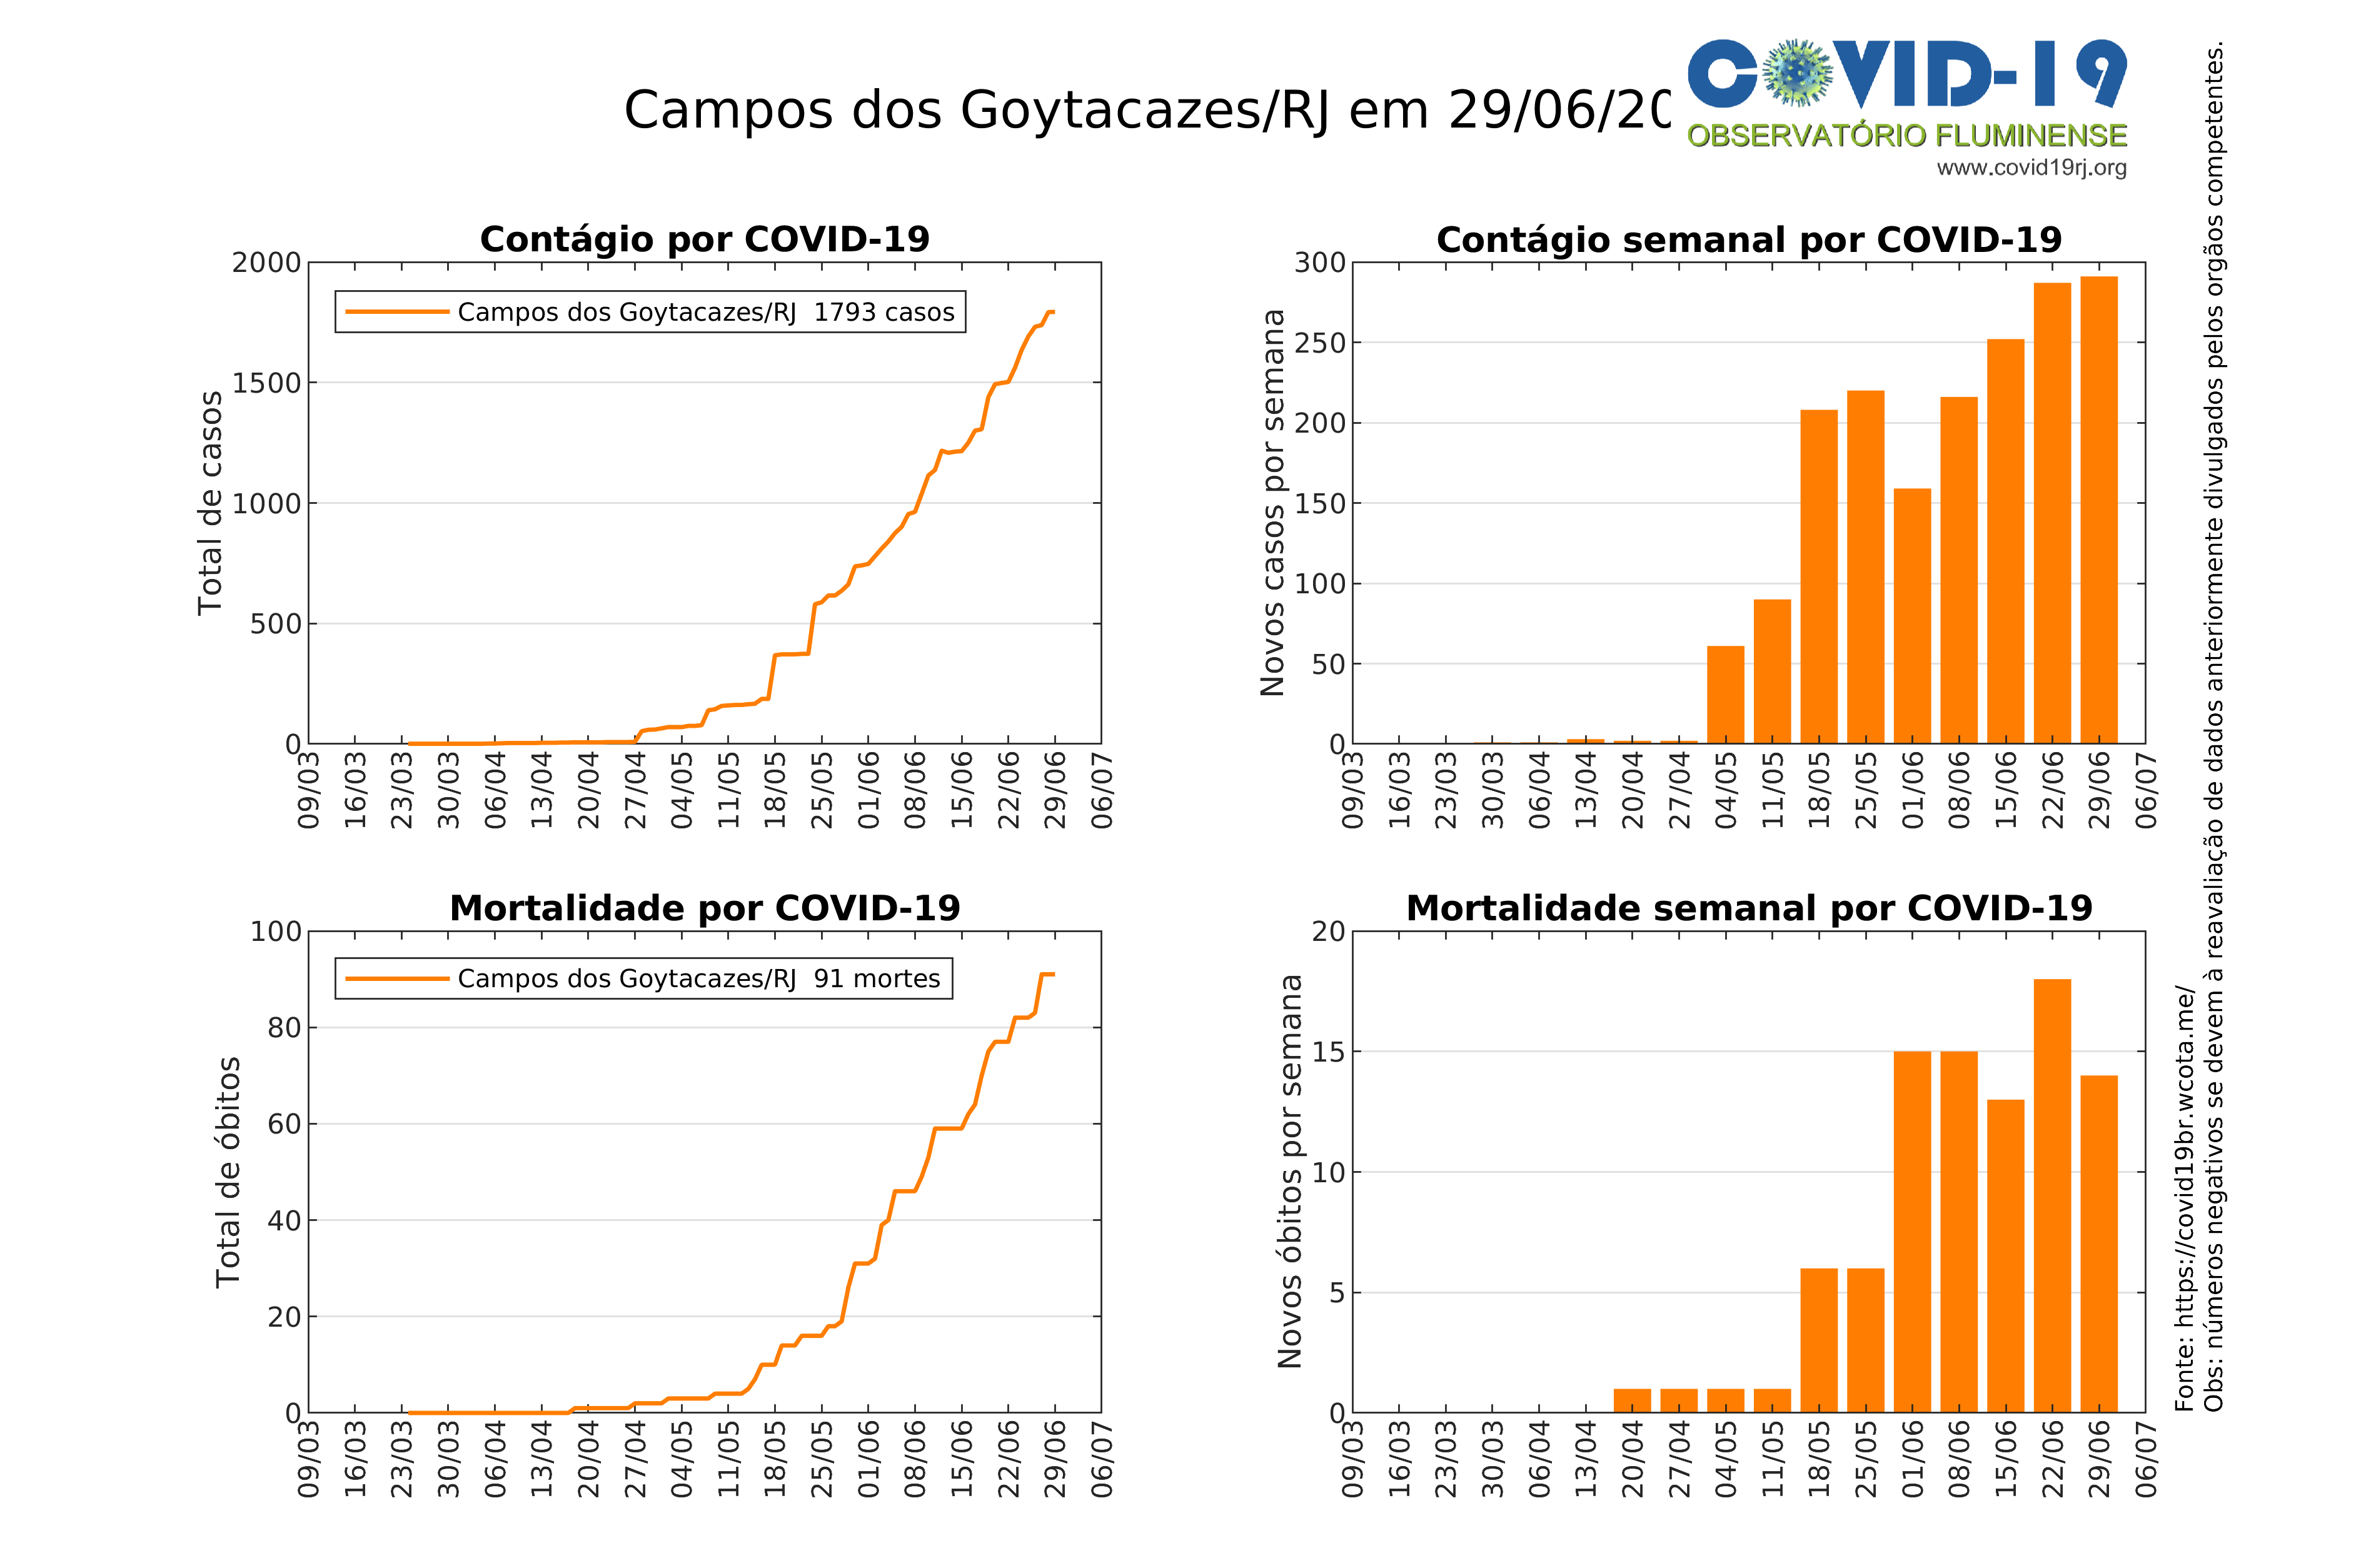 Campos dos Goytacazes/RJ em 29/06/20
COVID-19
OBSERVATÓRIO FLUMINENSE
www.covid19rj.org
Contágio por COVID-19
Total de casos
2000
1500
1000
500
0
Campos dos Goytacazes/RJ 1793 casos
09/03 16/03 23/03 30/03 06/04 13/04 20/04 27/04 04/05 11/05 18/05 25/05 01/06 08/06 15/06 22/06 29/06 06/07
Contágio semanal por COVID-19
Novos casos por semana
300
250
200
150
100
50
0
09/03 16/03 23/03 30/03 06/04 13/04 20/04 27/04 04/05 11/05 18/05 25/05 01/06 08/06 15/06 22/06 29/06 06/07
Mortalidade por COVID-19
Total de óbitos
100
80
60
40
20
0
Campos dos Goytacazes/RJ 91 mortes
09/03 16/03 23/03 30/03 06/04 13/04 20/04 27/04 04/05 11/05 18/05 25/05 01/06 08/06 15/06 22/06 29/06 06/07
Mortalidade semanal por COVID-19
Novos óbitos por semana
20
15
10
5
0
09/03 16/03 23/03 30/03 06/04 13/04 20/04 27/04 04/05 11/05 18/05 25/05 01/06 08/06 15/06 22/06 29/06 06/07
Fonte: https://covid19br.wcota.me/
Obs: números negativos se devem à reavaliação de dados anteriormente divulgados pelos orgãos competentes.